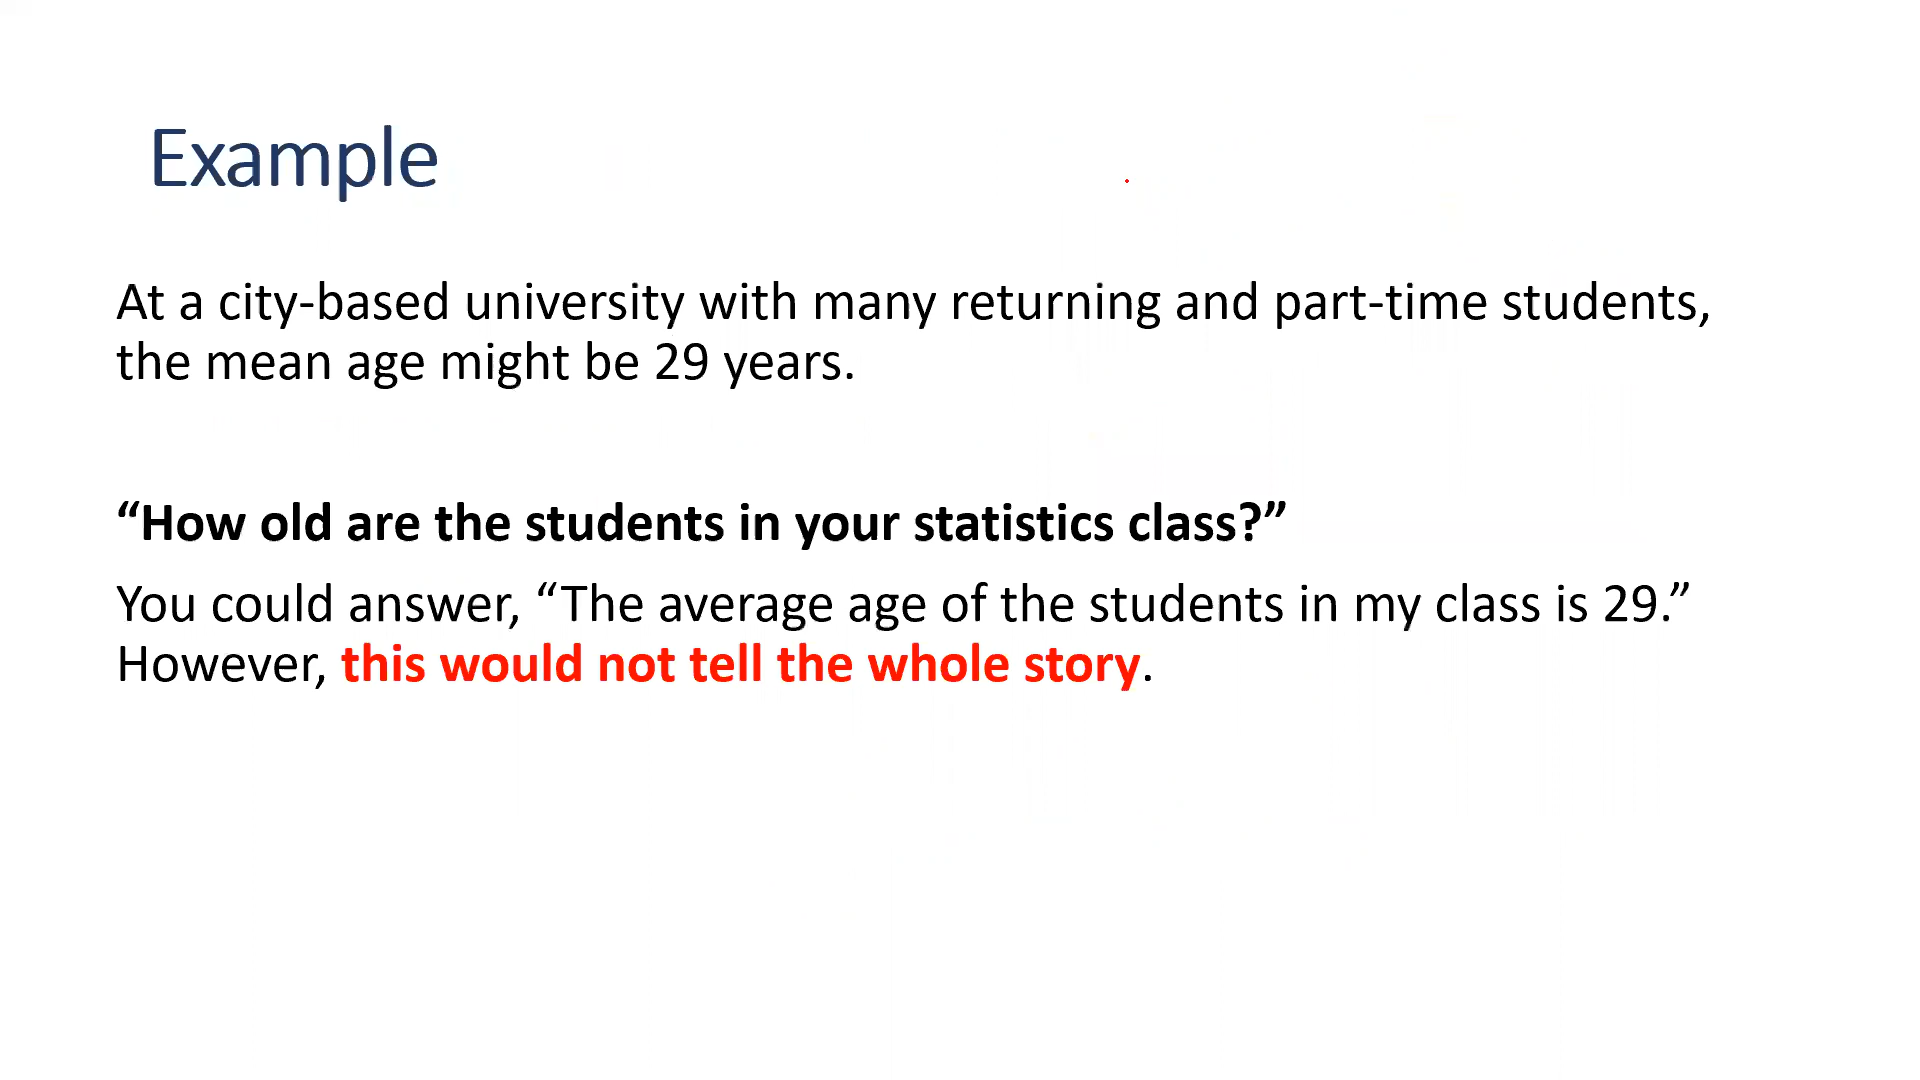 Example
At a city-based university with many returning and part-time students,
the mean age might be 29 years.
“How old are the students in your statistics class?”
You could answer, “The average age of the students in my class is 29.”
However, this would not tell the whole story.